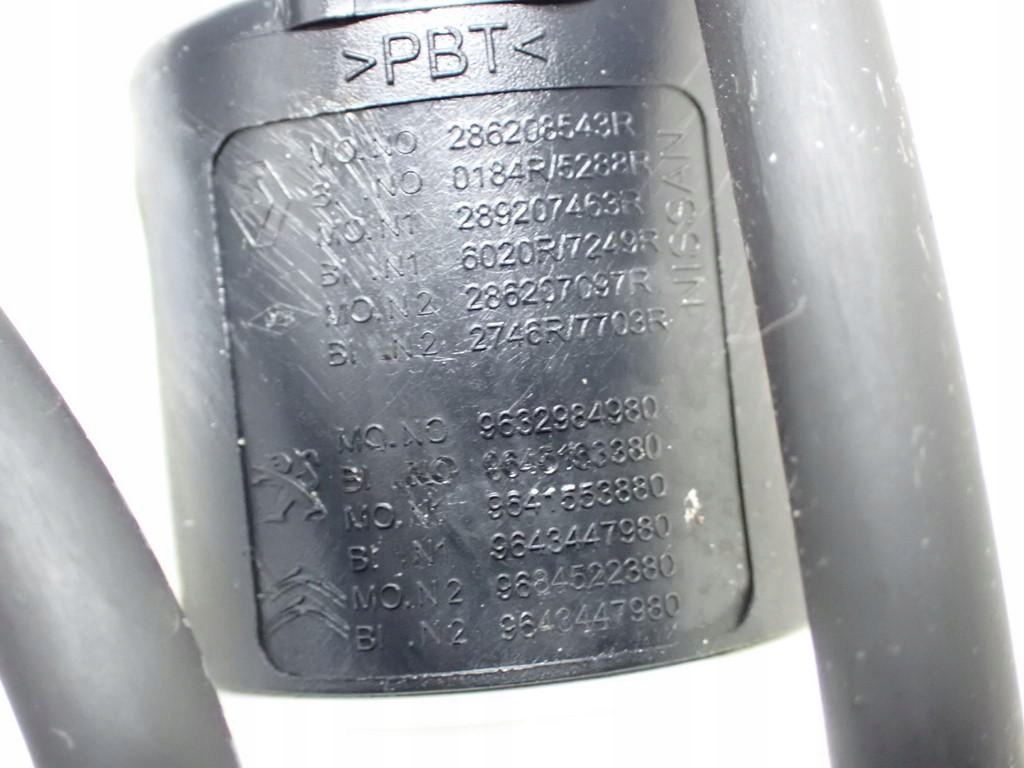 >PBT<
MO.NO 286208543R
BI .NO 0184R/5288R
MO.N1 289207463R
BI .N1 6020R/7249R
MO.N2 286207097R
BI .N2 2746R/7703R
NISSAN
MO.NO 9632984980
BI .NO
MO.N1 9641553880
BI .N1 9643447980
MO.N2 9684522380
BI .N2 9643447980